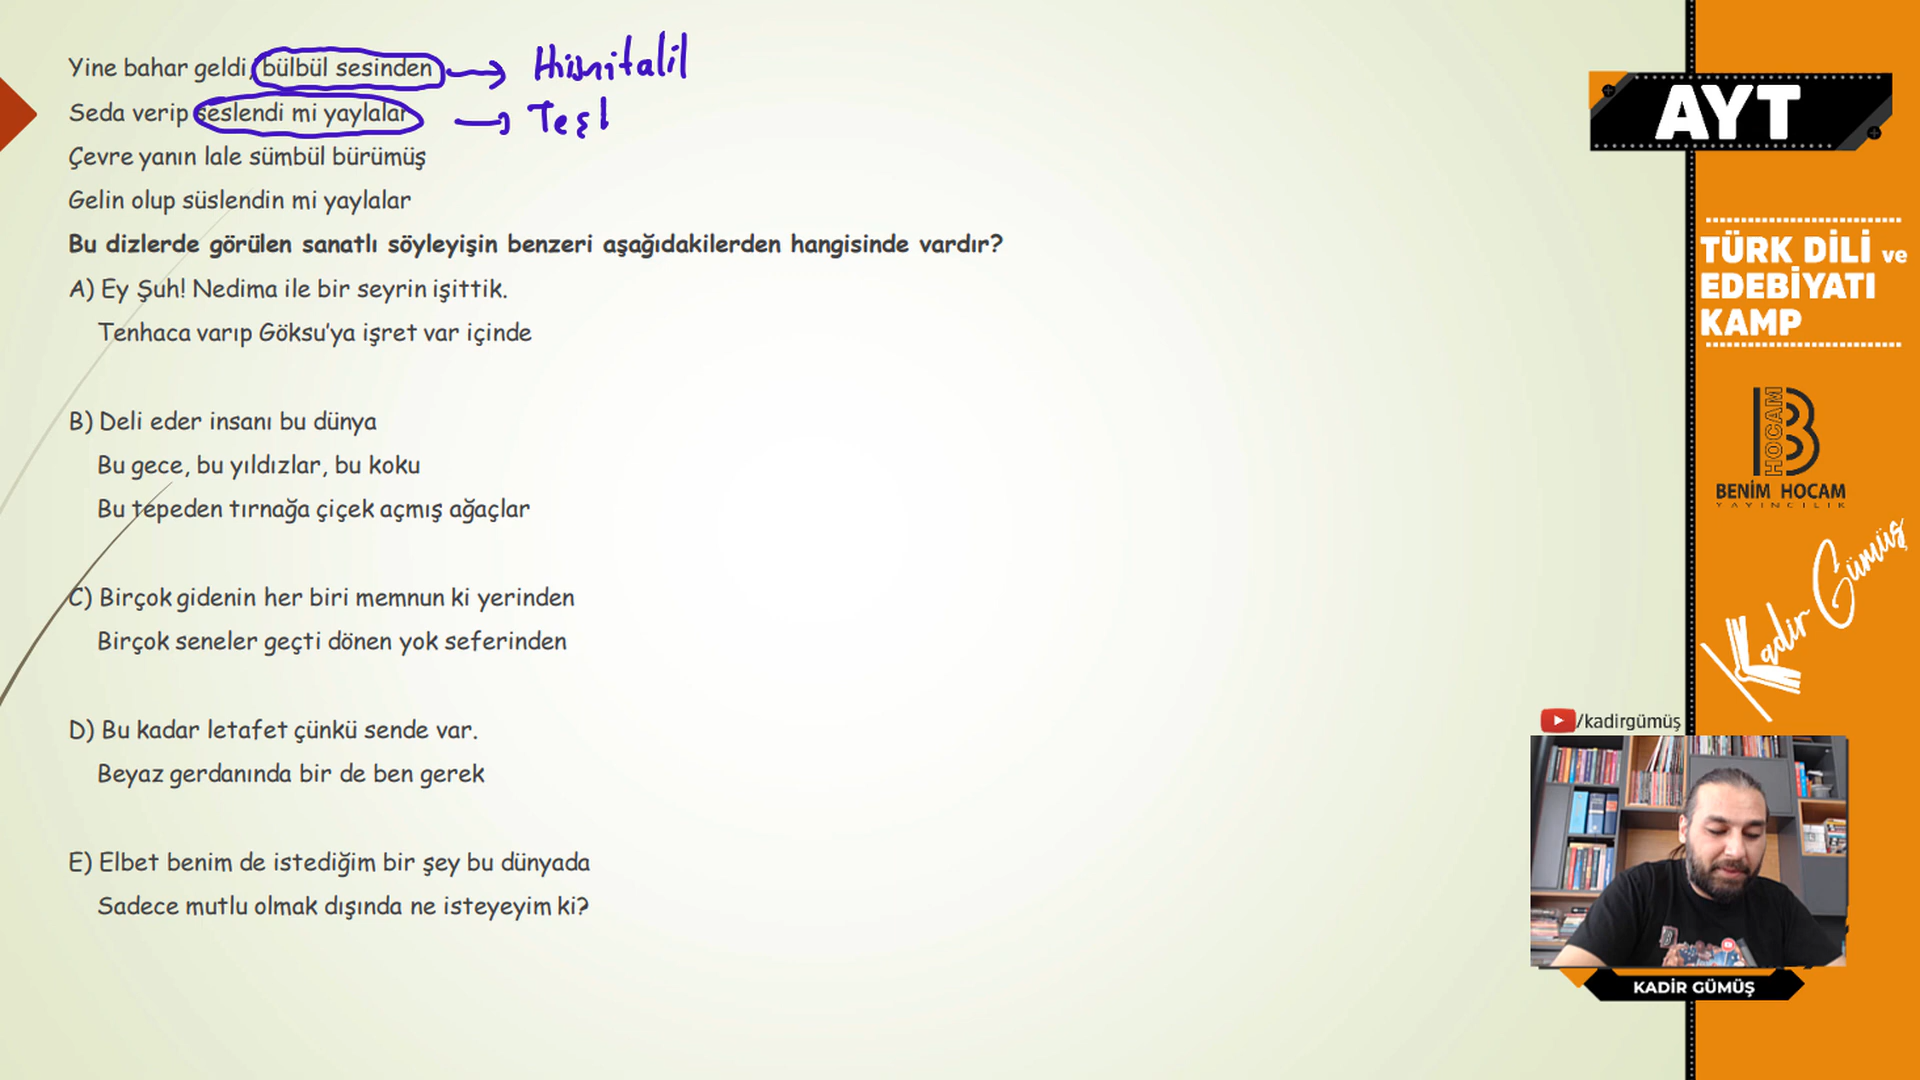 Yine bahar geldi, bülbül sesinden → Hüsnitalil
Seda verip seslendi mi yaylalar → Teşl
Çevre yanın lale sümbül bürümüş
Gelin olup süslendin mi yaylalar
Bu dizlerde görülen sanatlı söyleyişin benzeri aşağıdakilerden hangisinde vardır?
A) Ey Şuh! Nedima ile bir seyrin işittik.
Tenhaca varıp Göksu'ya işret var içinde
B) Deli eder insanı bu dünya
Bu gece, bu yıldızlar, bu koku
Bu tepeden tırnağa çiçek açmış ağaçlar
C) Birçok gidenin her biri memnun ki yerinden
Birçok seneler geçti dönen yok seferinden
D) Bu kadar letafet çünkü sende var.
Beyaz gerdanında bir de ben gerek
E) Elbet benim de istediğim bir şey bu dünyada
Sadece mutlu olmak dışında ne isteyeyim ki?
AYT
TÜRK DİLİ ve
EDEBİYATI
KAMP
B HOCAM
BENİM HOCAM
YAYINCILIK
Kadir Gümüş
/kadirgümüş
KADİR GÜMÜŞ